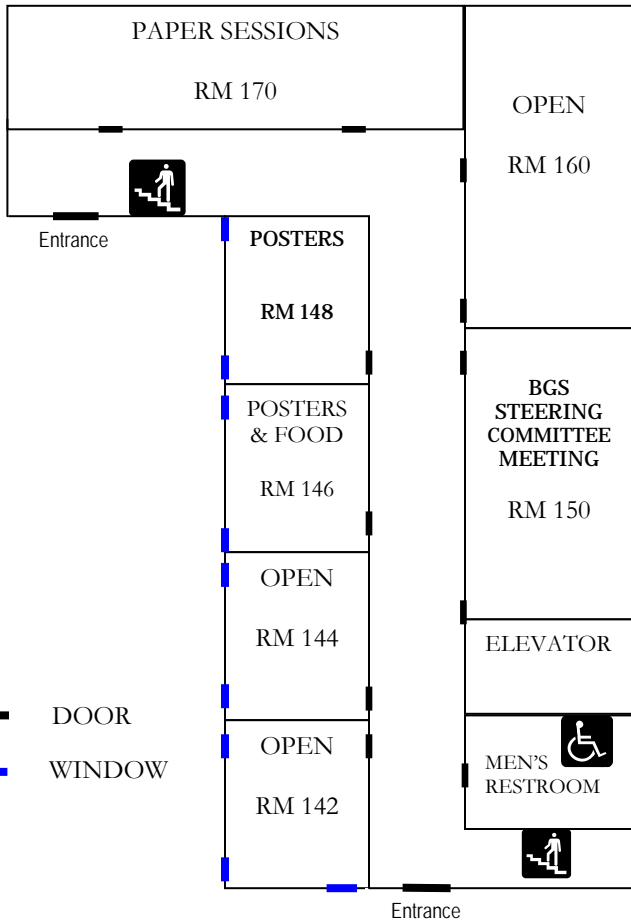 PAPER SESSIONS
RM 170
OPEN
RM 160
Entrance
POSTERS
RM 148
POSTERS
& FOOD
RM 146
BGS
STEERING
COMMITTEE
MEETING
RM 150
OPEN
RM 144
ELEVATOR
DOOR
WINDOW
OPEN
RM 142
MEN'S
RESTROOM
Entrance